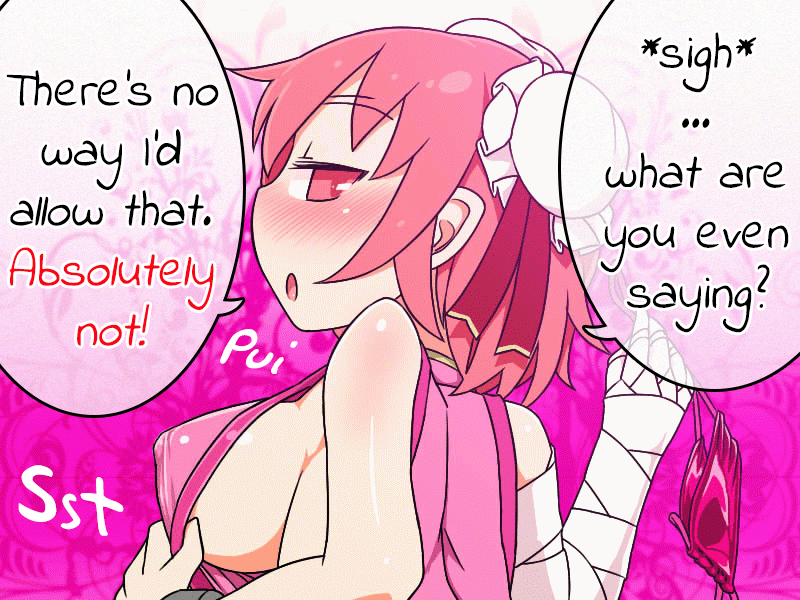 *sigh*
...
what are
you even
saying?
There's no
way I'd
allow that.
Absolutely
not!
Pui
Sst